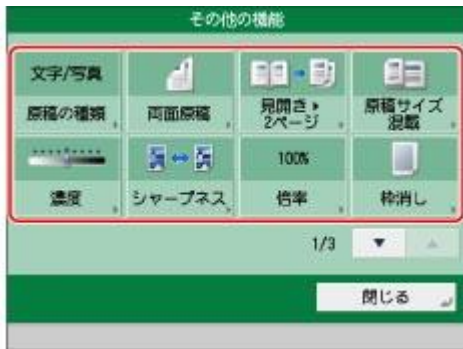 その他の機能
文字/写真
原稿の種類
両面原稿
見開き▶
2ページ
原稿サイズ
混載
濃度
シャープネス
100%
倍率
枠消し
1/3
閉じる